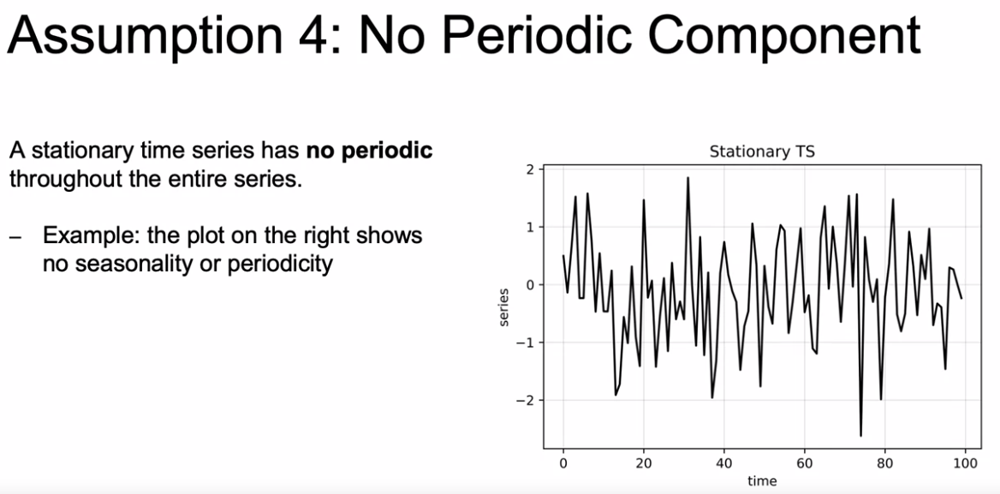 Assumption 4: No Periodic Component
A stationary time series has no periodic
throughout the entire series.
– Example: the plot on the right shows
no seasonality or periodicity
Stationary TS
2
1
0
−1
−2
series
0 20 40 60 80 100
time